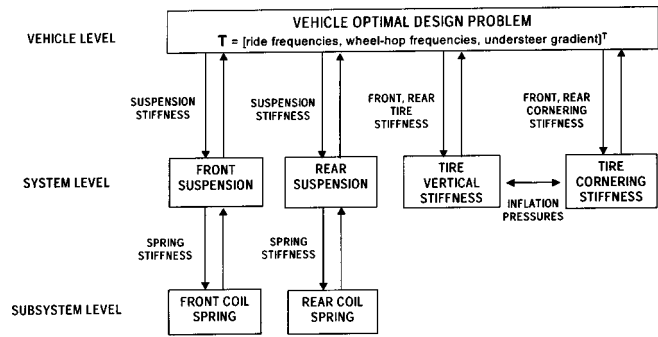 VEHICLE LEVEL
VEHICLE OPTIMAL DESIGN PROBLEM
T = [ride frequencies, wheel-hop frequencies, understeer gradient]ᵀ
SUSPENSION
STIFFNESS
SUSPENSION
STIFFNESS
FRONT, REAR
TIRE
STIFFNESS
FRONT, REAR
CORNERING
STIFFNESS
SYSTEM LEVEL
FRONT
SUSPENSION
REAR
SUSPENSION
TIRE
VERTICAL
STIFFNESS
INFLATION
PRESSURES
TIRE
CORNERING
STIFFNESS
SPRING
STIFFNESS
SPRING
STIFFNESS
SUBSYSTEM LEVEL
FRONT COIL
SPRING
REAR COIL
SPRING